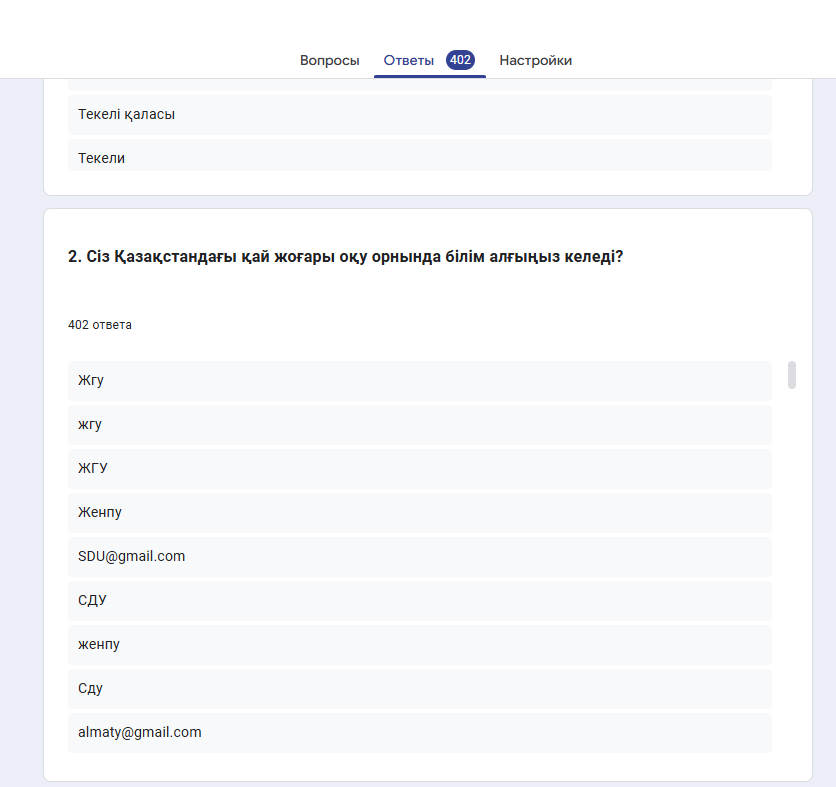 Вопросы Ответы 402 Настройки
Текелі қаласы
Текели
2. Сіз Қазақстандағы қай жоғары оқу орнында білім алғыңыз келеді?
402 ответа
Жгу
жгу
ЖГУ
Женпу
SDU@gmail.com
СДУ
женпу
Сду
almaty@gmail.com